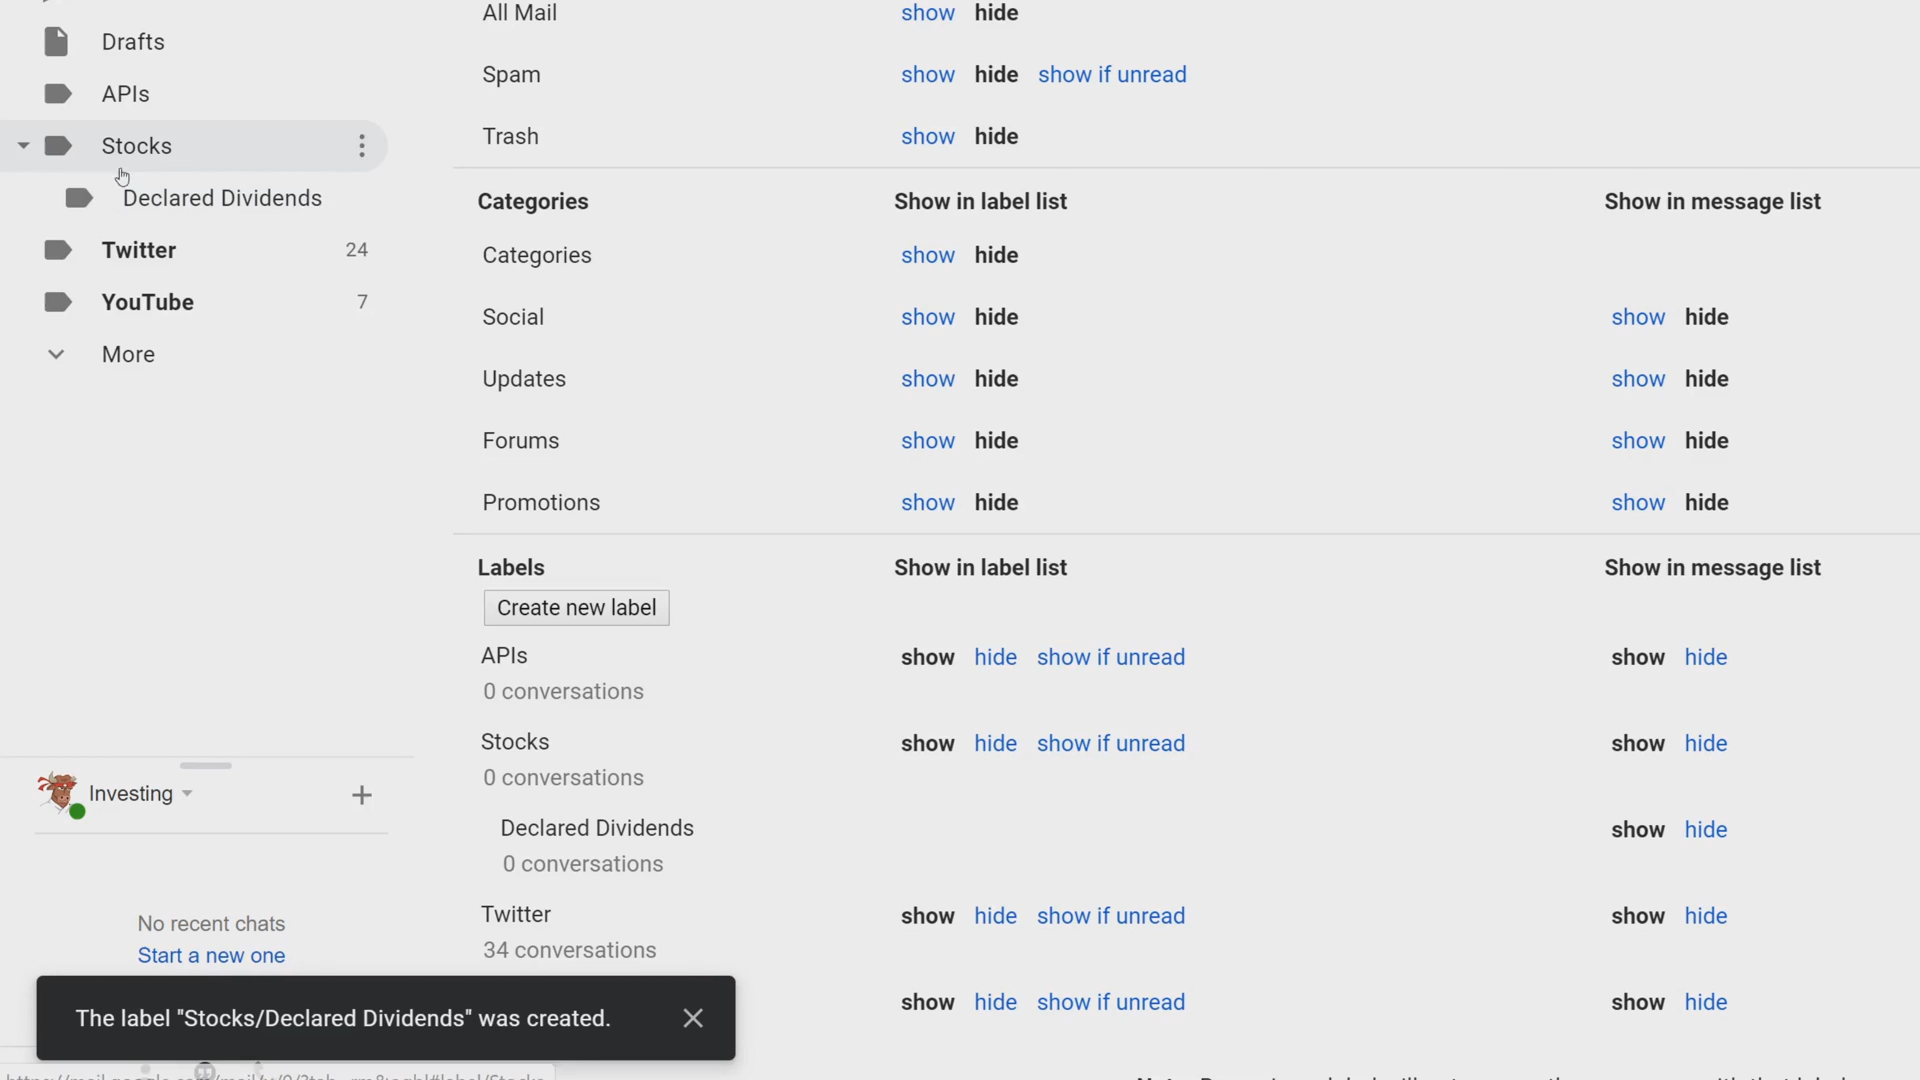 Drafts
APIs
Stocks
Declared Dividends
Twitter 24
YouTube 7
More
Investing
No recent chats
Start a new one
All Mail show hide
Spam show hide show if unread
Trash show hide
Categories Show in label list Show in message list
Categories show hide
Social show hide show hide
Updates show hide show hide
Forums show hide show hide
Promotions show hide show hide
Labels Show in label list Show in message list
Create new label
APIs show hide show if unread show hide
0 conversations
Stocks show hide show if unread show hide
0 conversations
Declared Dividends show hide
0 conversations
Twitter show hide show if unread show hide
34 conversations
show hide show if unread show hide
The label "Stocks/Declared Dividends" was created.